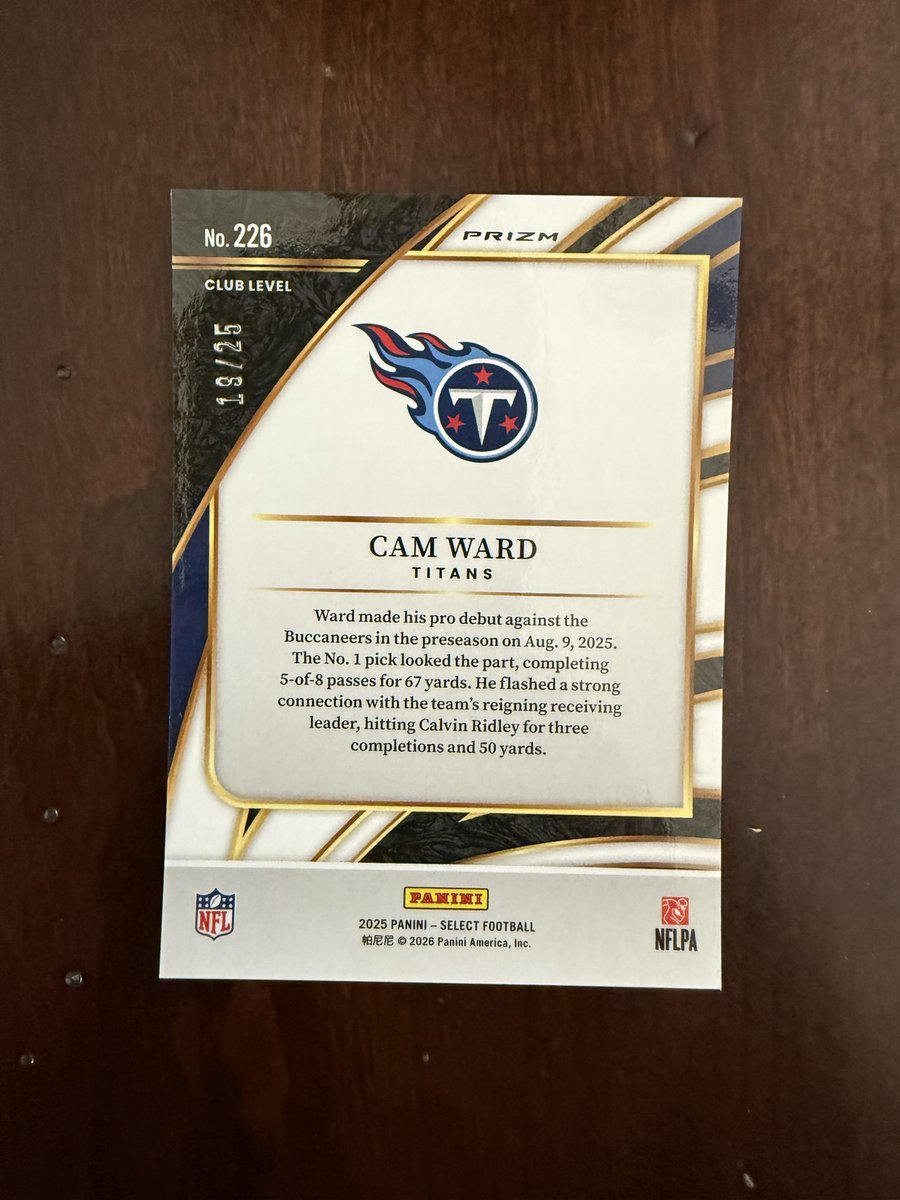 No. 226
PRIZM
CLUB LEVEL
19/25
T
CAM WARD
TITANS
Ward made his pro debut against the
Buccaneers in the preseason on Aug. 9, 2025.
The No. 1 pick looked the part, completing
5-of-8 passes for 67 yards. He flashed a strong
connection with the team's reigning receiving
leader, hitting Calvin Ridley for three
completions and 50 yards.
NFL
PANINI
2025 PANINI – SELECT FOOTBALL
帕尼尼 © 2026 Panini America, Inc.
NFLPA